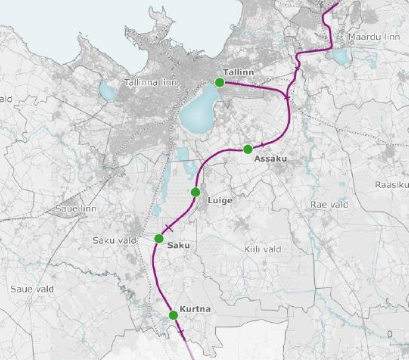 Maardu linn
Tallinn
Tallinna linn
vald
Assaku
Raasiku
Luige
Rae vald
Saue linn
Saku vald
Saku
Kiili vald
Saue vald
Kurtna